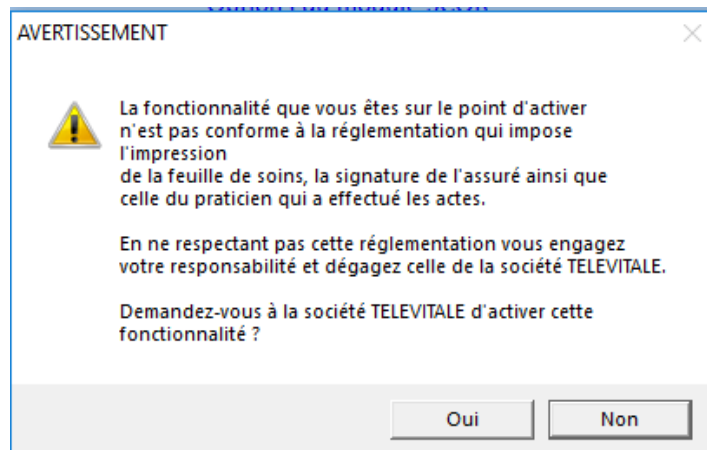 AVERTISSEMENT
La fonctionnalité que vous êtes sur le point d'activer
n'est pas conforme à la réglementation qui impose
l'impression
de la feuille de soins, la signature de l'assuré ainsi que
celle du praticien qui a effectué les actes.
En ne respectant pas cette réglementation vous engagez
votre responsabilité et dégagez celle de la société TELEVITALE.
Demandez-vous à la société TELEVITALE d'activer cette
fonctionnalité ?
Oui
Non